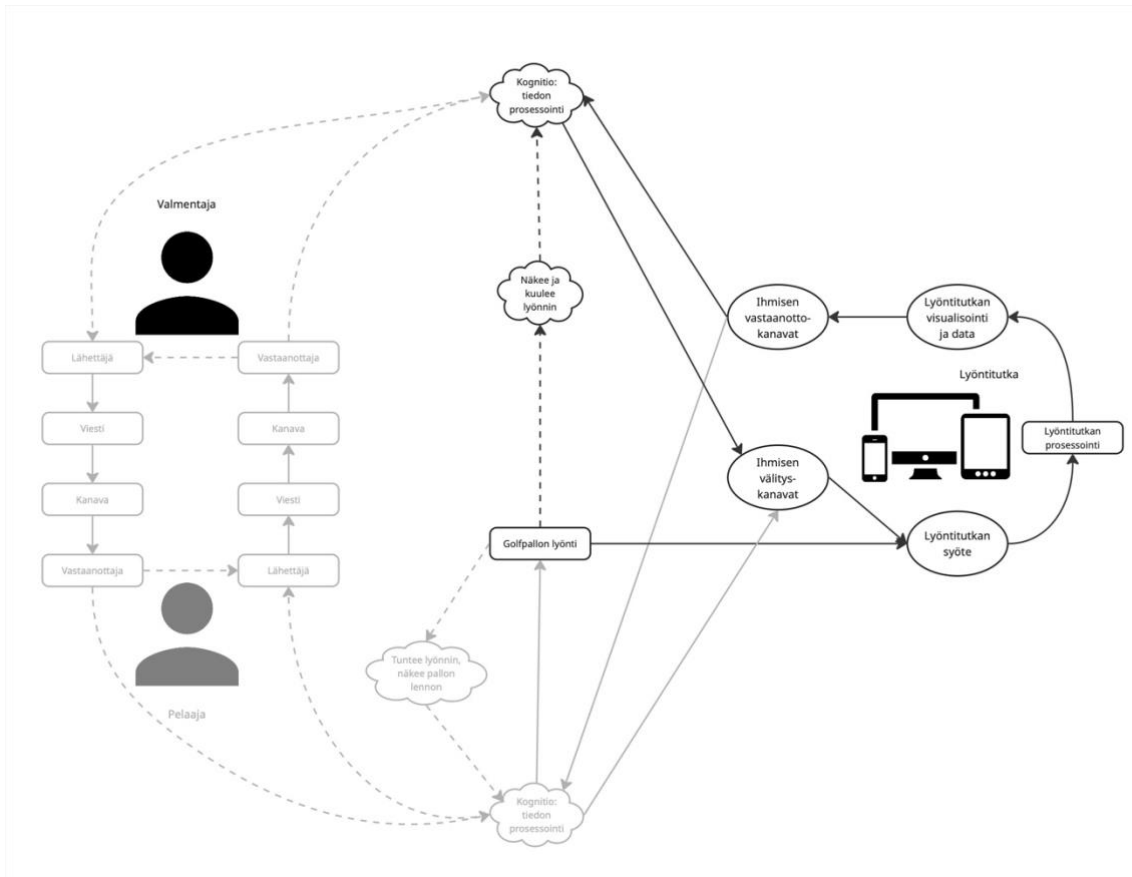 Kognitio:
tiedon
prosessointi
Valmentaja
Näkee ja
kuulee
lyönnin
Ihmisen
vastaanotto-
kanavat
Lyöntitutkan
visualisointi
ja data
Lähettäjä
Vastaanottaja
Lyöntitutka
Viesti
Kanava
Lyöntitutkan
prosessointi
Ihmisen
välitys-
kanavat
Kanava
Viesti
Golfpallon lyönti
Lyöntitutkan
syöte
Vastaanottaja
Lähettäjä
Tuntee lyönnin,
näkee pallon
lennon
Pelaaja
Kognitio:
tiedon
prosessointi